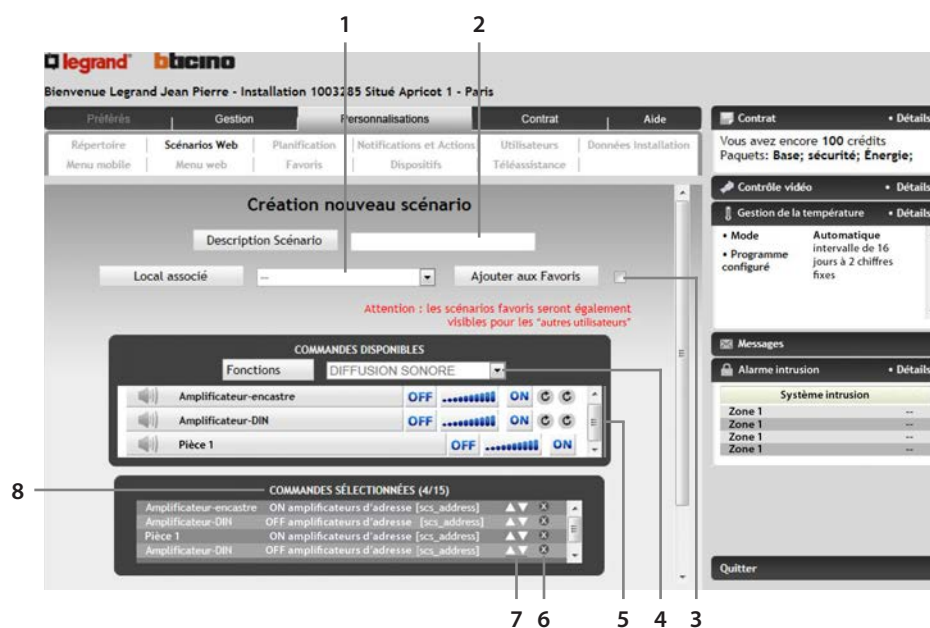 1 2
legrand bticino
Bienvenue Legrand Jean Pierre - Installation 1003285 Situé Apricot 1 - Paris
Préférés Gestion Personnalisations Contrat Aide
Répertoire Scénarios Web Planification Notifications et Actions Utilisateurs Données Installation
Menu mobile Menu web Favoris Dispositifs Téléassistance
Création nouveau scénario
Description Scénario
Local associé -- Ajouter aux Favoris
Attention : les scénarios favoris seront également
visibles pour les "autres utilisateurs"
COMMANDES DISPONIBLES
Fonctions DIFFUSION SONORE
Amplificateur-encastre OFF ON
Amplificateur-DIN OFF ON
Pièce 1 OFF ON
8
COMMANDES SÉLECTIONNÉES (4/15)
Amplificateur-encastre ON amplificateurs d'adresse [scs_address]
Amplificateur-DIN OFF amplificateurs d'adresse [scs_address]
Pièce 1 ON amplificateurs d'adresse [scs_address]
Amplificateur-DIN OFF amplificateurs d'adresse [scs_address]
Contrat • Détails
Vous avez encore 100 crédits
Paquets: Base; sécurité; Énergie;
Contrôle vidéo • Détails
Gestion de la température • Détails
• Mode Automatique
intervalle de 16
• Programme jours à 2 chiffres
configuré fixes
Messages
Alarme intrusion • Détails
Système intrusion
Zone 1 --
Zone 1 --
Zone 1 --
Zone 1 --
Quitter
7 6 5 4 3